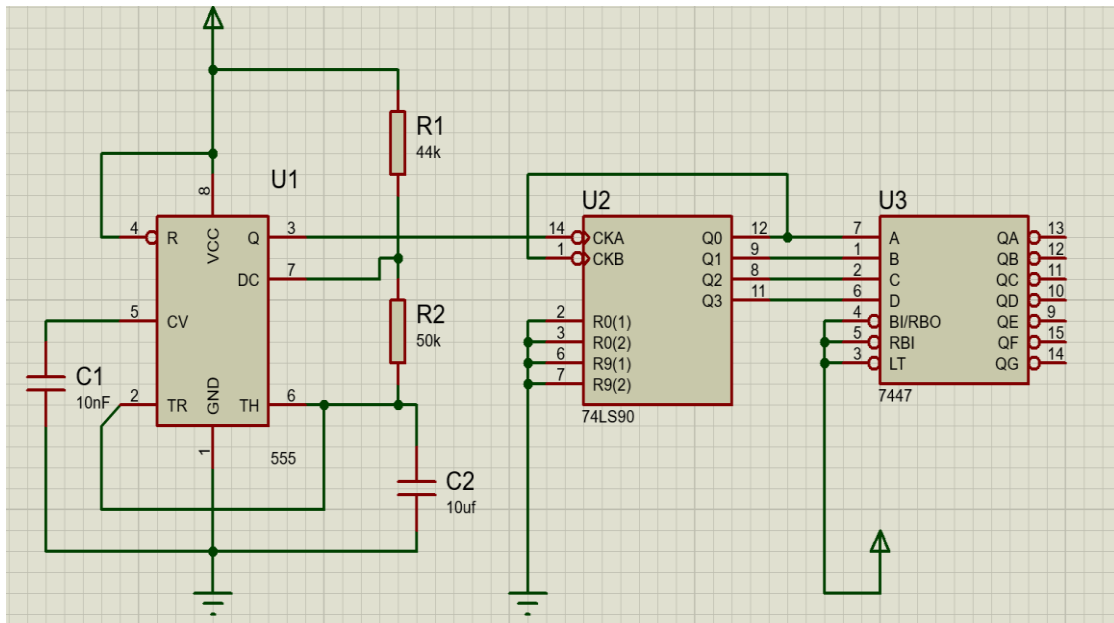 R1
44k
U1
8
4
R
VCC
Q
3
DC
7
5
CV
R2
50k
C1
10nF
2
TR
GND
TH
6
1
555
C2
10uf
U2
14
CKA
Q0
12
1
CKB
Q1
9
Q2
8
Q3
11
2
R0(1)
3
R0(2)
6
R9(1)
7
R9(2)
74LS90
U3
7
A
QA
13
1
B
QB
12
2
C
QC
11
6
D
QD
10
4
BI/RBO
QE
9
5
RBI
QF
15
3
LT
QG
14
7447